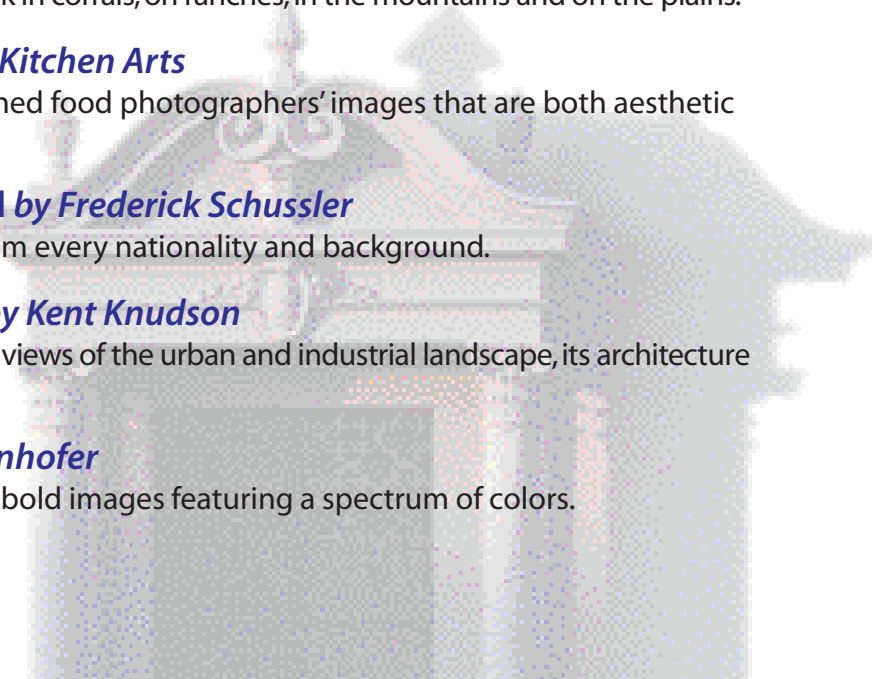 in corrals, on ranches, in the mountains and on the plains.
Kitchen Arts
food photographers' images that are both aesthetic
by Frederick Schussler
every nationality and background.
Kent Knudson
views of the urban and industrial landscape, its architecture
bold images featuring a spectrum of colors.